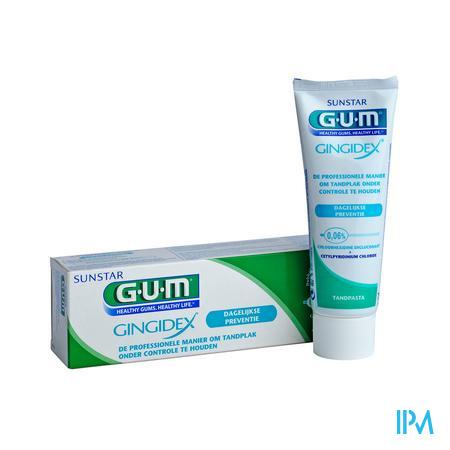 SUNSTAR
G·U·M
HEALTHY GUMS. HEALTHY LIFE.
GINGIDEX
DAGELIJKSE
PREVENTIE
DE PROFESSIONELE MANIER OM TANDPLAK
ONDER CONTROLE TE HOUDEN
SUNSTAR
G·U·M
HEALTHY GUMS. HEALTHY LIFE.
GINGIDEX
DE PROFESSIONELE MANIER
OM TANDPLAK ONDER
CONTROLE TE HOUDEN
DAGELIJKSE
PREVENTIE
0,06%
CHLOORHEXIDINE DIGLUCONAAT
&
CETYLPYRIDINIUM CHLORIDE
TANDPASTA
IPM